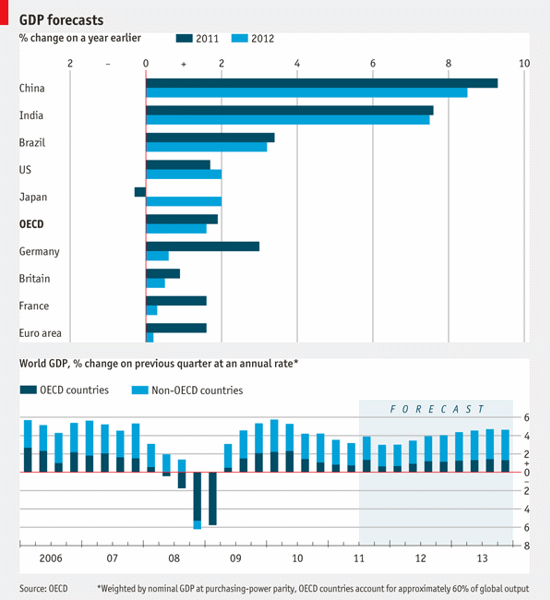 GDP forecasts
% change on a year earlier 2011 2012
2 – 0 + 2 4 6 8 10
China
India
Brazil
US
Japan
OECD
Germany
Britain
France
Euro area
World GDP, % change on previous quarter at an annual rate*
OECD countries Non-OECD countries
FORECAST
6
4
2
+
0
–
2
4
6
8
2006 07 08 09 10 11 12 13
Source: OECD *Weighted by nominal GDP at purchasing-power parity, OECD countries account for approximately 60% of global output